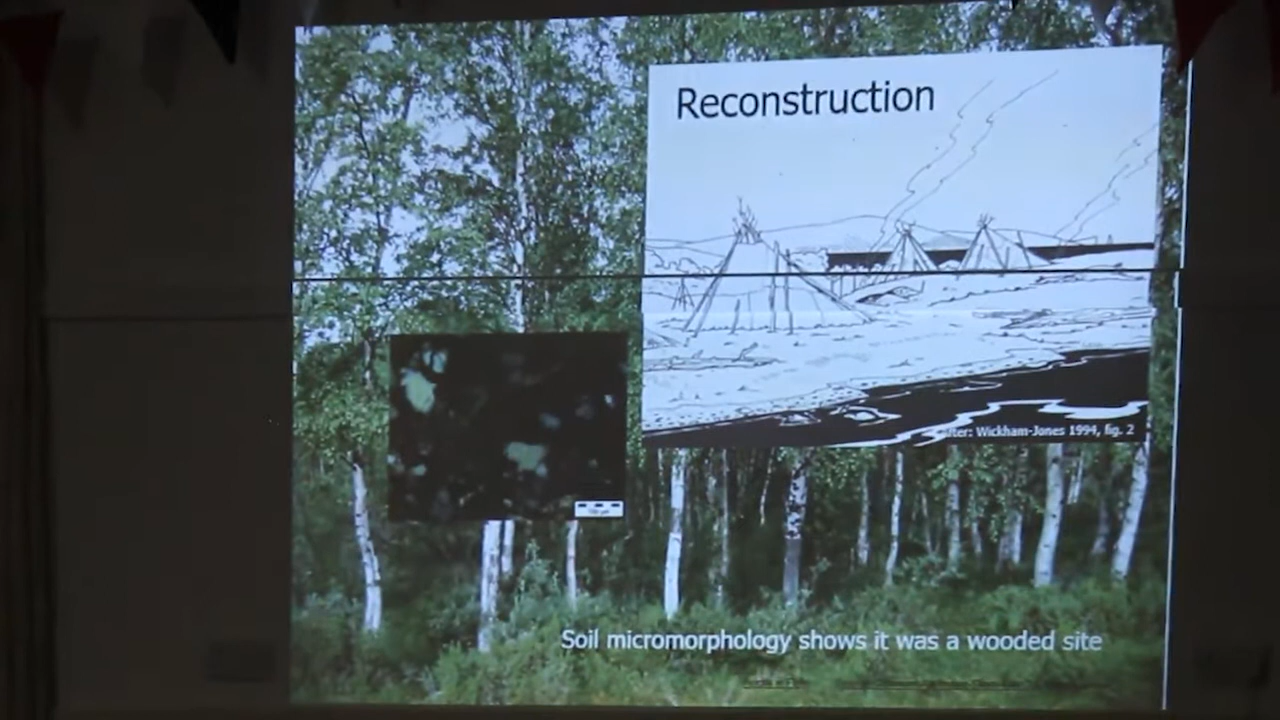 Reconstruction
After: Wickham-Jones 1994, fig. 2
Soil micromorphology shows it was a wooded site